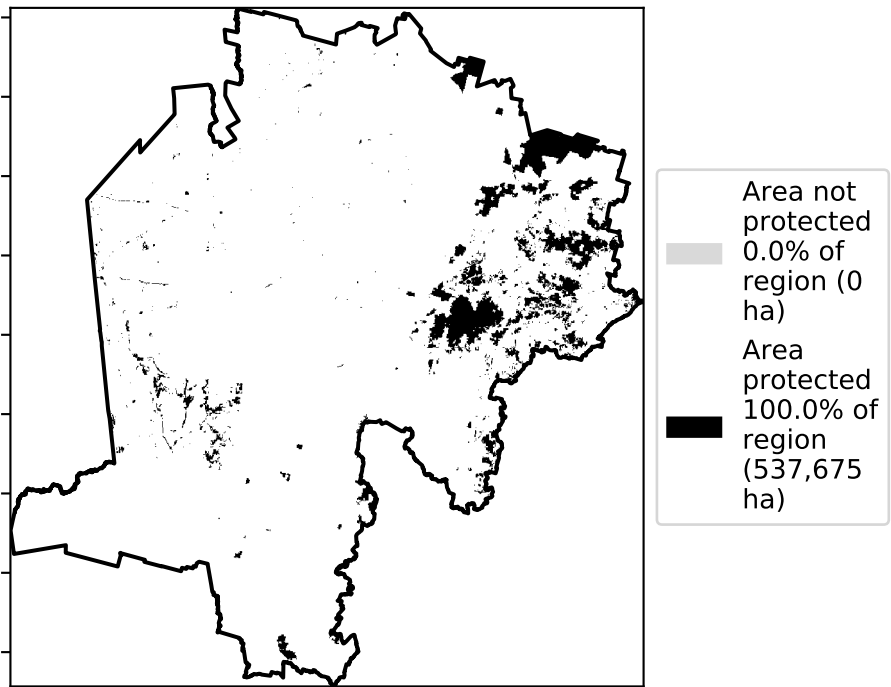 Area not
protected
0.0% of
region (0
ha)
Area
protected
100.0% of
region
(537,675
ha)